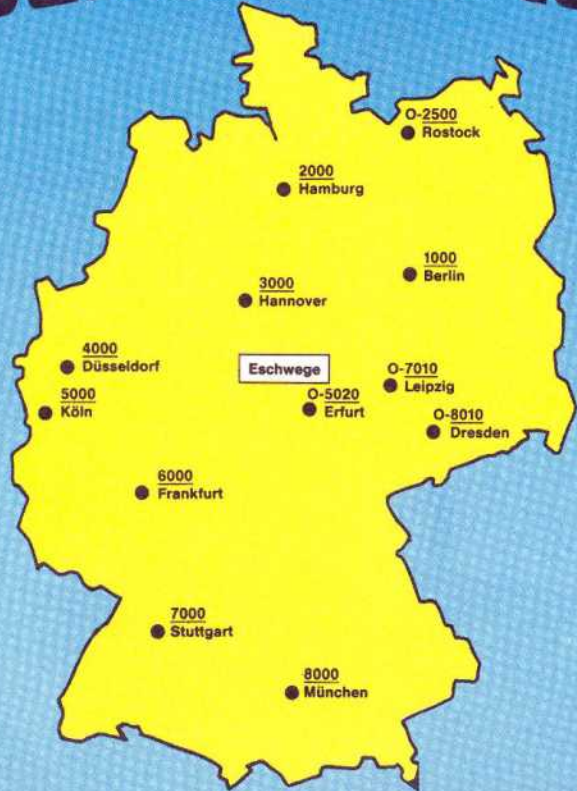 O-2500
Rostock
2000
Hamburg
1000
Berlin
3000
Hannover
4000
Düsseldorf
Eschwege
O-7010
Leipzig
5000
Köln
O-5020
Erfurt
O-8010
Dresden
6000
Frankfurt
7000
Stuttgart
8000
München